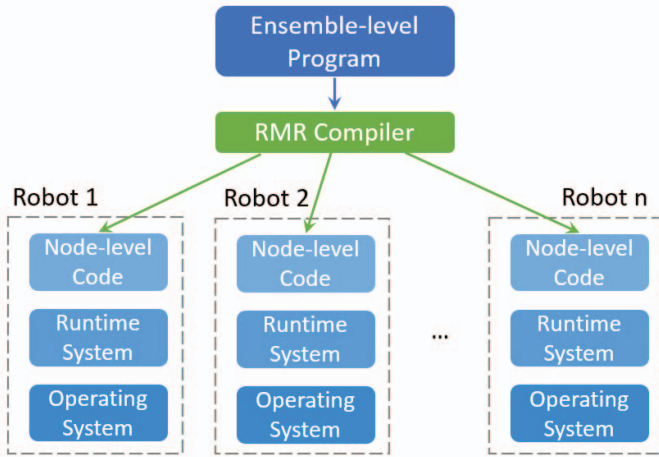 Ensemble-level
Program
RMR Compiler
Robot 1
Node-level
Code
Runtime
System
Operating
System
Robot 2
Node-level
Code
Runtime
System
Operating
System
...
Robot n
Node-level
Code
Runtime
System
Operating
System